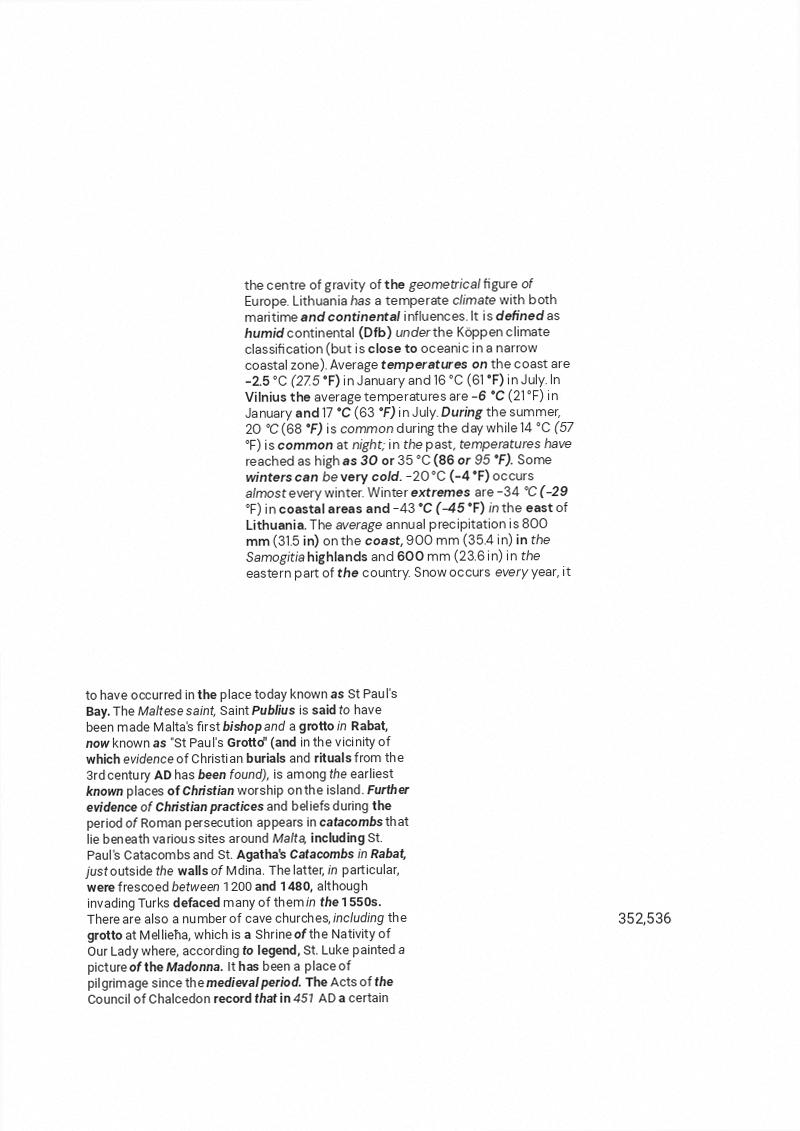 the centre of gravity of the geometrical figure of
Europe. Lithuania has a temperate climate with both
maritime and continental influences. It is defined as
humid continental (Dfb) under the Köppen climate
classification (but is close to oceanic in a narrow
coastal zone). Average temperatures on the coast are
−2.5 °C (27.5 °F) in January and 16 °C (61 °F) in July. In
Vilnius the average temperatures are −6 °C (21 °F) in
January and 17 °C (63 °F) in July. During the summer,
20 °C (68 °F) is common during the day while 14 °C (57
°F) is common at night; in the past, temperatures have
reached as high as 30 or 35 °C (86 or 95 °F). Some
winters can be very cold. −20 °C (−4 °F) occurs
almost every winter. Winter extremes are −34 °C (−29
°F) in coastal areas and −43 °C (−45 °F) in the east of
Lithuania. The average annual precipitation is 800
mm (31.5 in) on the coast, 900 mm (35.4 in) in the
Samogitia highlands and 600 mm (23.6 in) in the
eastern part of the country. Snow occurs every year, it
to have occurred in the place today known as St Paul's
Bay. The Maltese saint, Saint Publius is said to have
been made Malta's first bishop and a grotto in Rabat,
now known as "St Paul's Grotto" (and in the vicinity of
which evidence of Christian burials and rituals from the
3rd century AD has been found), is among the earliest
known places of Christian worship on the island. Further
evidence of Christian practices and beliefs during the
period of Roman persecution appears in catacombs that
lie beneath various sites around Malta, including St.
Paul's Catacombs and St. Agatha's Catacombs in Rabat,
just outside the walls of Mdina. The latter, in particular,
were frescoed between 1200 and 1480, although
invading Turks defaced many of them in the 1550s.
There are also a number of cave churches, including the
grotto at Mellieħa, which is a Shrine of the Nativity of
Our Lady where, according to legend, St. Luke painted a
picture of the Madonna. It has been a place of
pilgrimage since the medieval period. The Acts of the
Council of Chalcedon record that in 451 AD a certain
352,536